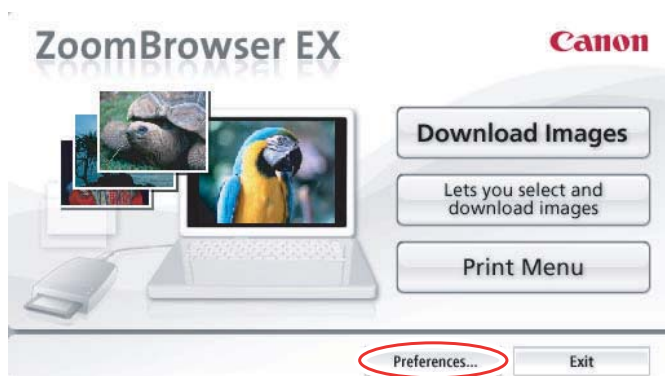 ZoomBrowser EX
Canon
Download Images
Lets you select and
download images
Print Menu
Preferences...
Exit